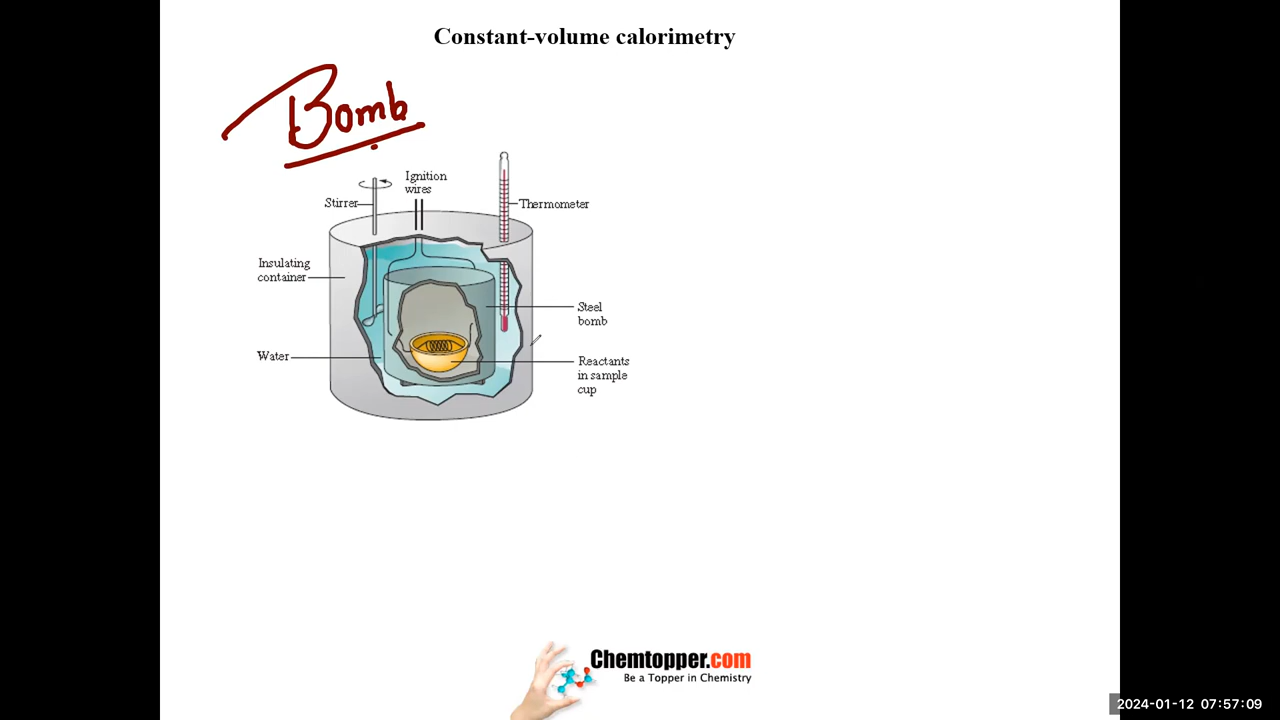 Constant-volume calorimetry
Bomb
Ignition
wires
Stirrer
Thermometer
Insulating
container
Steel
bomb
Water
Reactants
in sample
cup
Chemtopper.com
Be a Topper in Chemistry
2024-01-12 07:57:09